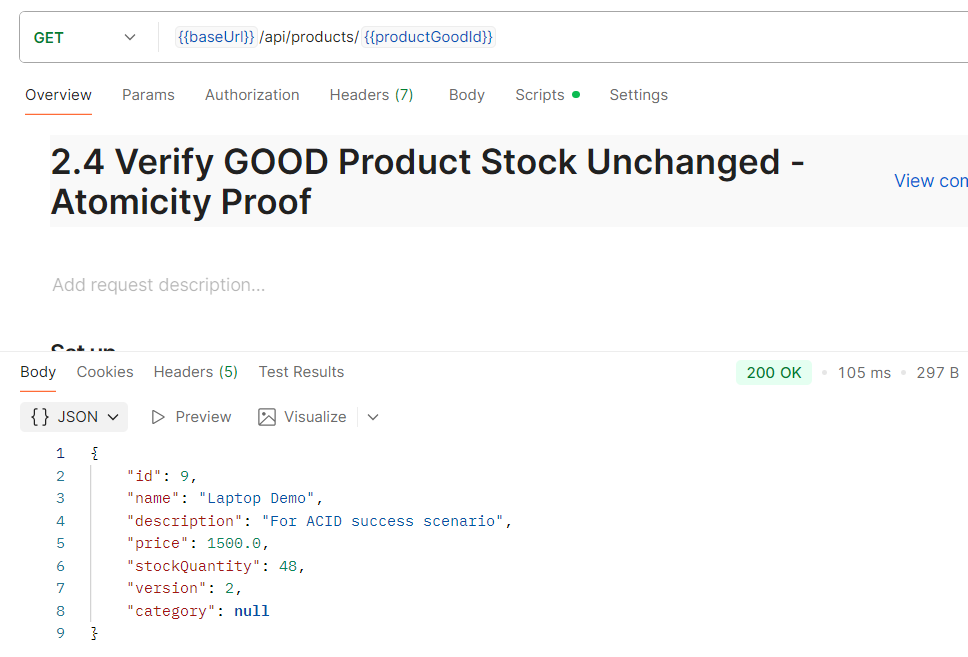 GET {{baseUrl}} /api/products/ {{productGoodId}}
Overview Params Authorization Headers (7) Body Scripts Settings
2.4 Verify GOOD Product Stock Unchanged -
Atomicity Proof
View con
Add request description...
Set up
Body Cookies Headers (5) Test Results 200 OK 105 ms 297 B
{} JSON Preview Visualize
1 {
2 "id": 9,
3 "name": "Laptop Demo",
4 "description": "For ACID success scenario",
5 "price": 1500.0,
6 "stockQuantity": 48,
7 "version": 2,
8 "category": null
9 }